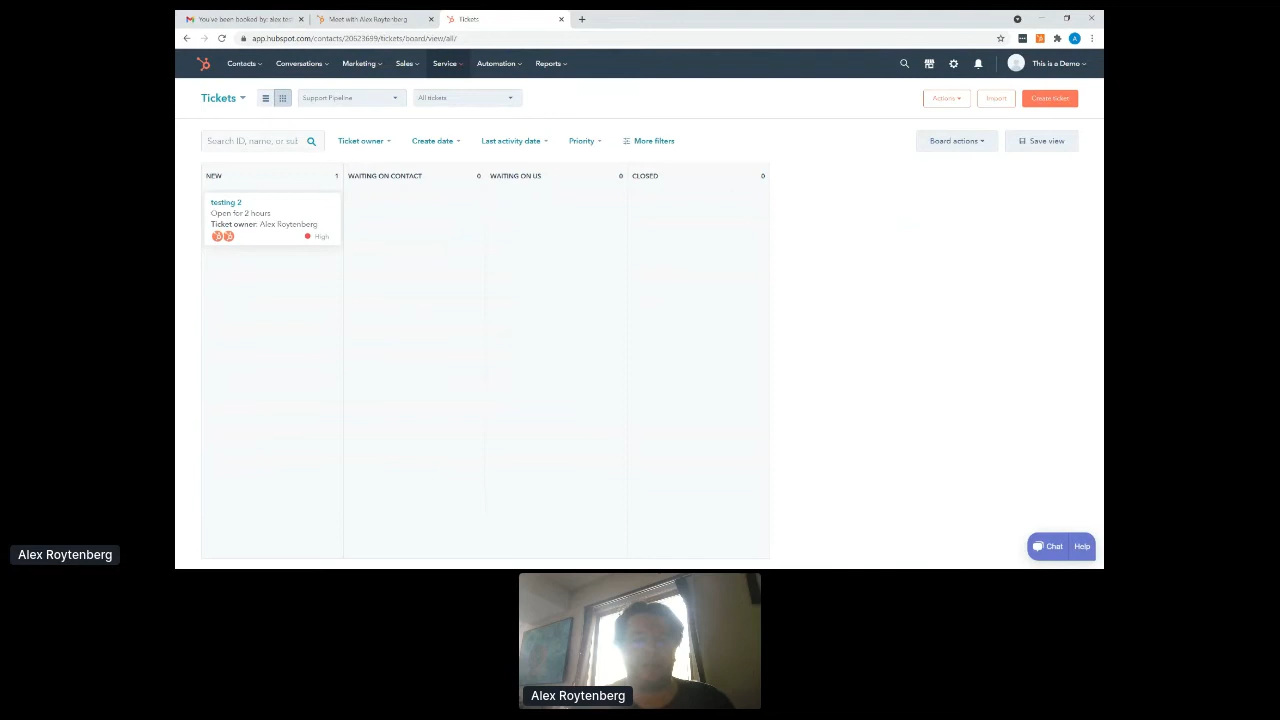 You've been booked by: alex tes
Meet with Alex Roytenberg
Tickets
app.hubspot.com/contacts/20623699/tickets/board/view/all/
A
Contacts
Conversations
Marketing
Sales
Service
Automation
Reports
This is a Demo
Tickets
Support Pipeline
All tickets
Actions
Import
Create ticket
Search ID, name, or sub
Ticket owner
Create date
Last activity date
Priority
More filters
Board actions
Save view
NEW 1
WAITING ON CONTACT 0
WAITING ON US 0
CLOSED 0
testing 2
Open for 2 hours
Ticket owner: Alex Roytenberg
High
Chat
Help
Alex Roytenberg
Alex Roytenberg